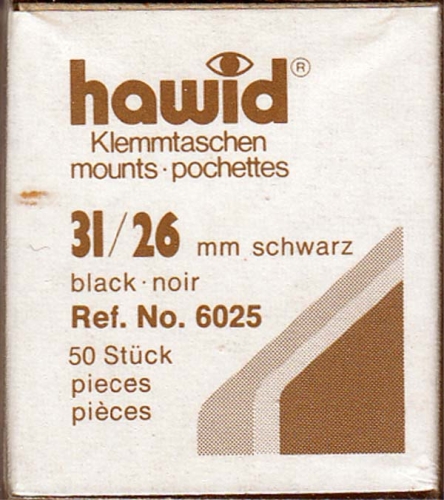 hawid®
Klemmtaschen
mounts · pochettes
31/26 mm schwarz
black · noir
Ref. No. 6025
50 Stück
pieces
pièces